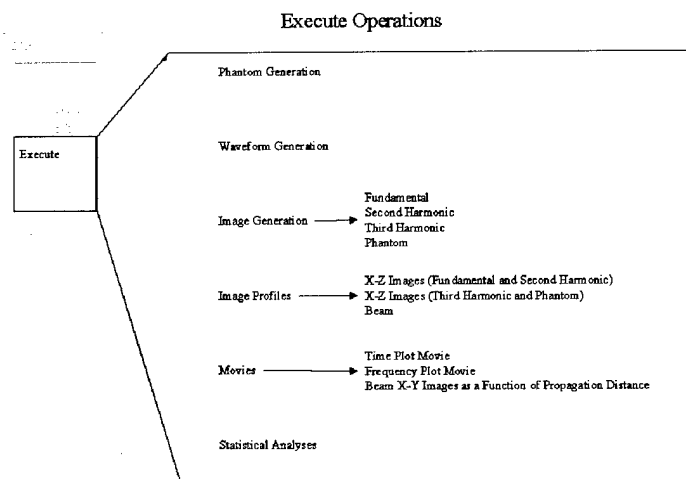 Execute Operations
Phantom Generation
Execute
Waveform Generation
Image Generation
Fundamental
Second Harmonic
Third Harmonic
Phantom
Image Profiles
X-Z Images (Fundamental and Second Harmonic)
X-Z Images (Third Harmonic and Phantom)
Beam
Movies
Time Plot Movie
Frequency Plot Movie
Beam X-Y Images as a Function of Propagation Distance
Statistical Analyses